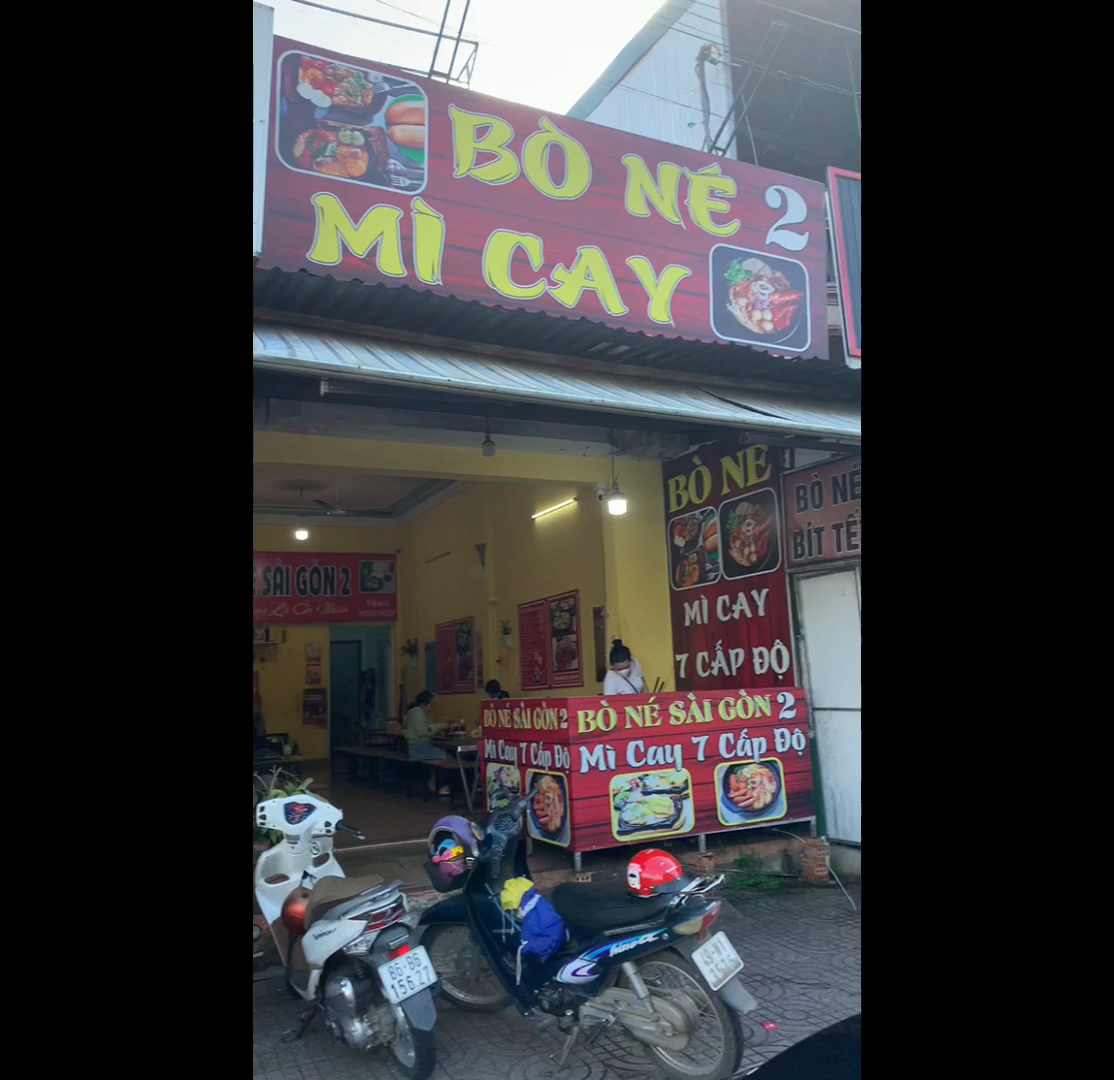 BÒ NÉ 2
MÌ CAY
BÒ NÉ
MÌ CAY
7 CẤP ĐỘ
BÒ NÉ
BÍT TẾ
SÀI GÒN 2
BÒ NÉ SÀI GÒN 2
Mì Cay 7 Cấp Độ
BÒ NÉ SÀI GÒN 2
Mì Cay 7 Cấp Độ
86-B6
156.27